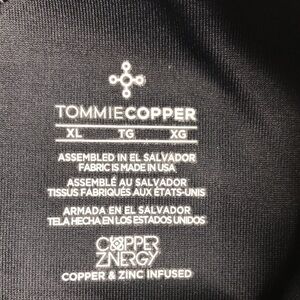 TOMMIECOPPER
XL TG XG
ASSEMBLED IN EL SALVADOR
FABRIC IS MADE IN USA
ASSEMBLÉ AU SALVADOR
TISSUS FABRIQUÉS AUX ÉTATS-UNIS
ARMADA EN EL SALVADOR
TELA HECHA EN LOS ESTADOS UNIDOS
COPPER
ZNERGY
COPPER & ZINC INFUSED